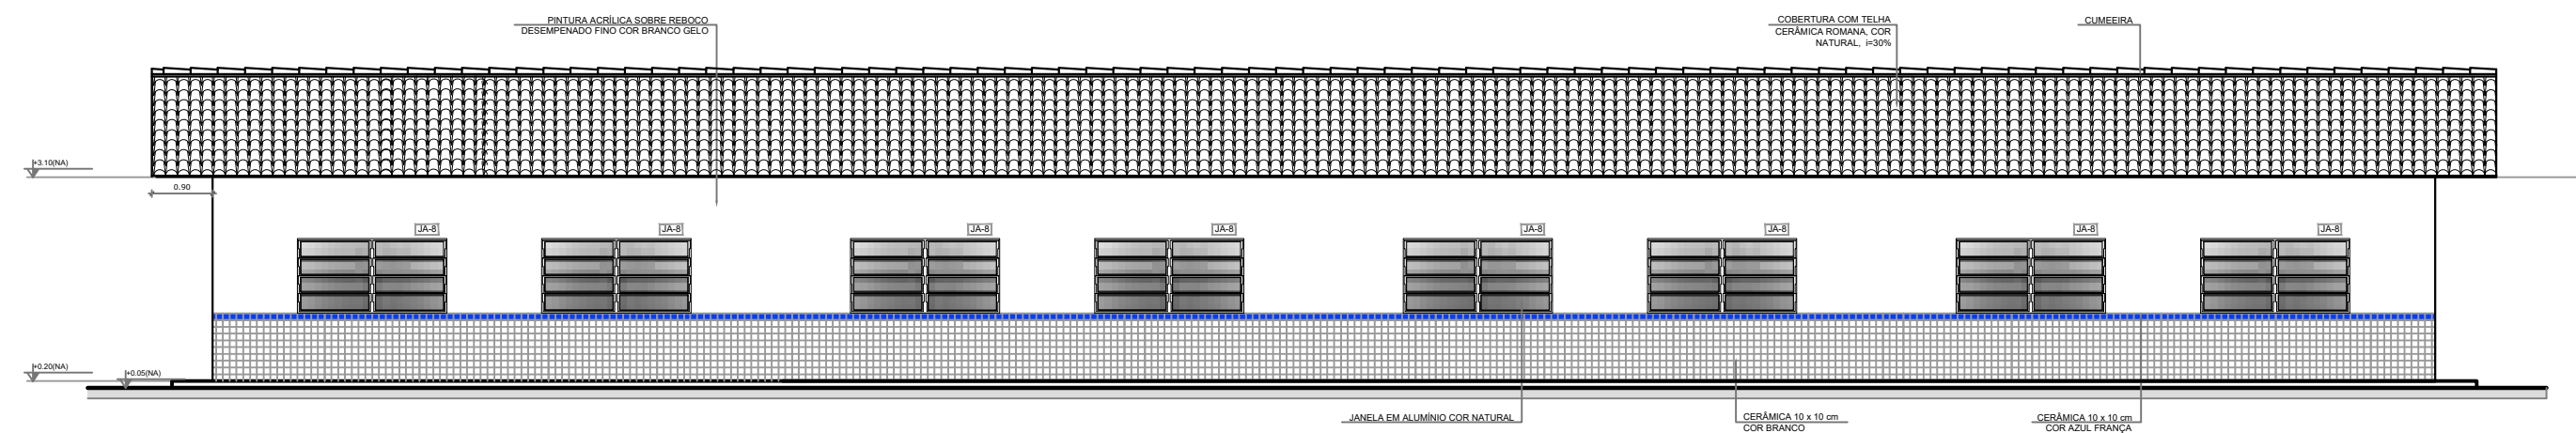 PINTURA ACRÍLICA SOBRE REBOCO
DESEMPENADO FINO COR BRANCO GELO
COBERTURA COM TELHA
CERÂMICA ROMANA, COR
NATURAL, i=30%
CUMEEIRA
+3.10(NA)
0.90
JA-8
JA-8
JA-8
JA-8
JA-8
JA-8
JA-8
JA-8
+0.20(NA)
+0.05(NA)
JANELA EM ALUMÍNIO COR NATURAL
CERÂMICA 10 x 10 cm
COR BRANCO
CERÂMICA 10 x 10 cm
COR AZUL FRANÇA